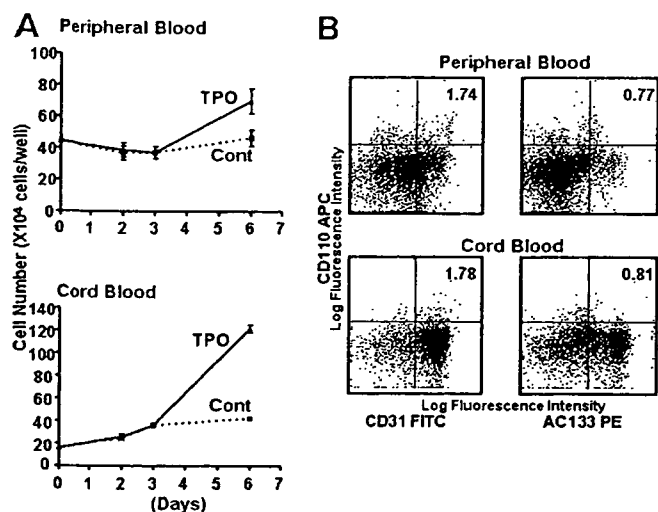 A
Peripheral Blood
100
80
60
40
20
0
TPO
Cont
0 1 2 3 4 5 6 7
Cell Number (X10⁴ cells/well)
Cord Blood
140
120
100
80
60
40
20
0
TPO
Cont
0 1 2 3 4 5 6 7
(Days)
B
Peripheral Blood
1.74
0.77
CD110 APC
Log Fluorescence Intensity
Cord Blood
1.78
0.81
Log Fluorescence Intensity
CD31 FITC
AC133 PE